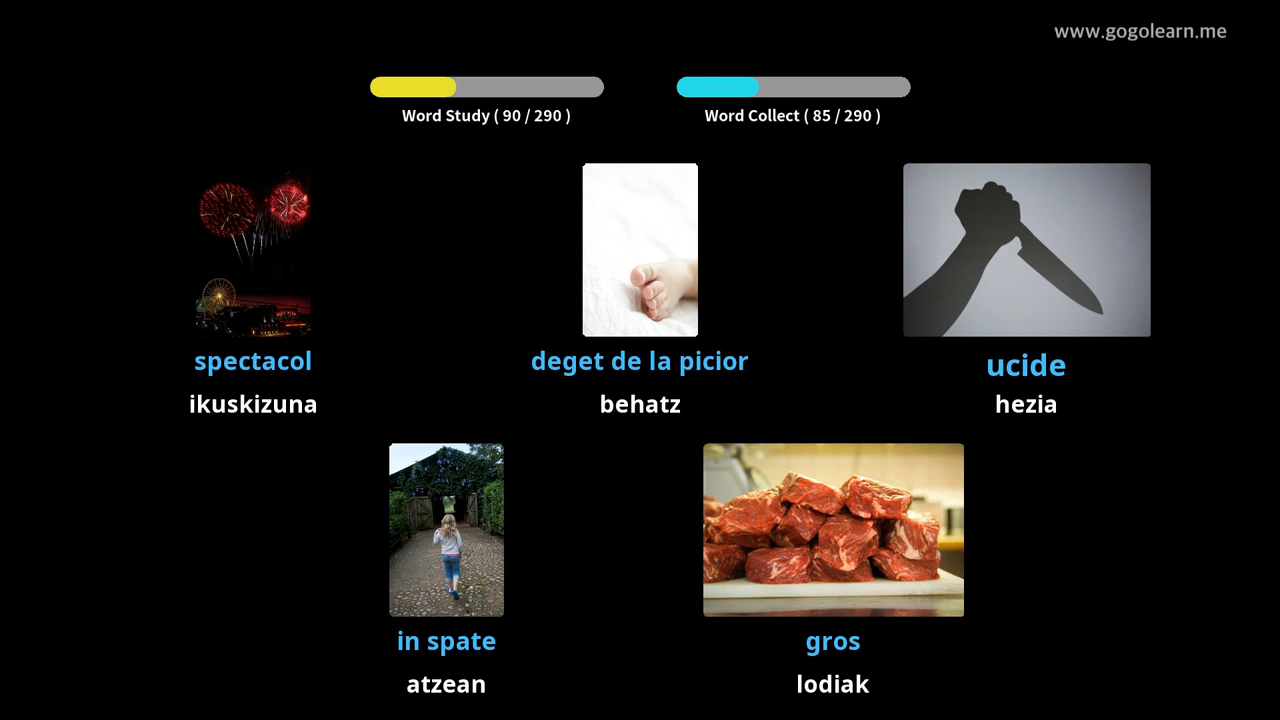 www.gogolearn.me
Word Study ( 90 / 290 )
Word Collect ( 85 / 290 )
spectacol
ikuskizuna
deget de la picior
behatz
ucide
hezia
in spate
atzean
gros
lodiak